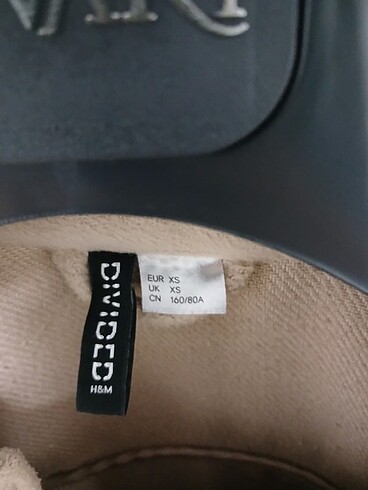 DIVIDED
H&M
EUR XS
UK XS
CN 160/80A